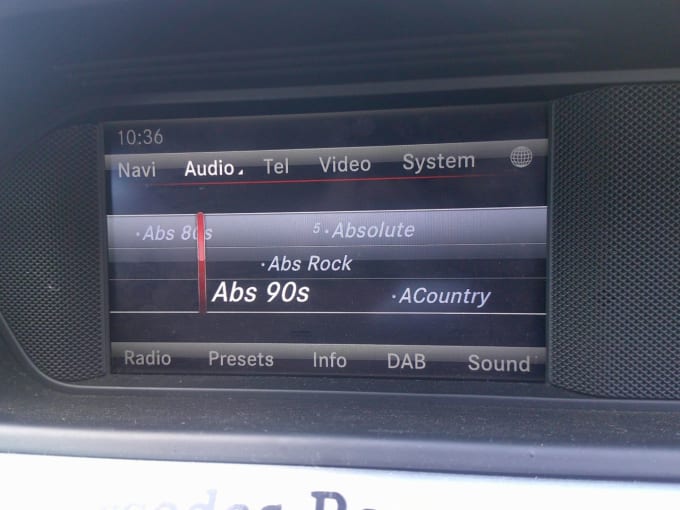 10:36
Navi Audio Tel Video System
·Abs 80s 5·Absolute
·Abs Rock
Abs 90s ·ACountry
Radio Presets Info DAB Sound